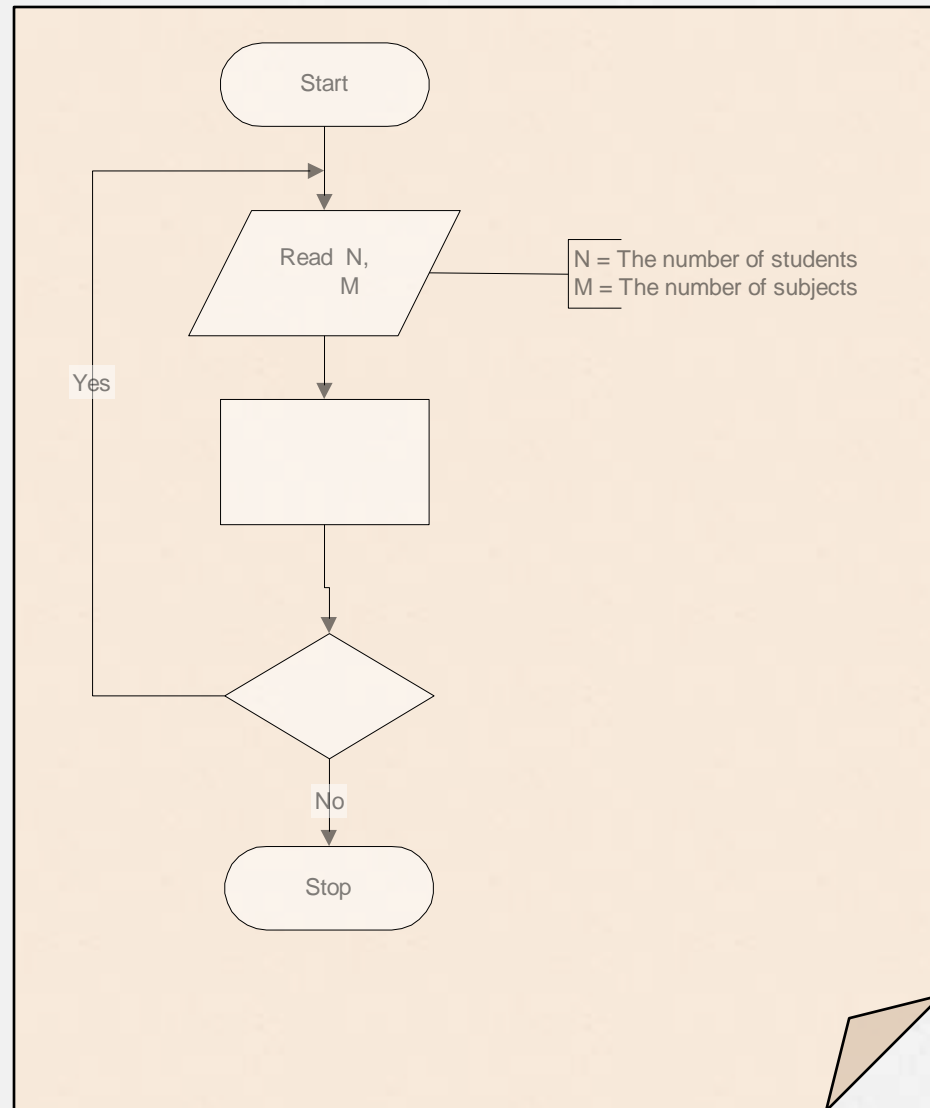 Start
Read N,
M
N = The number of students
M = The number of subjects
Yes
No
Stop